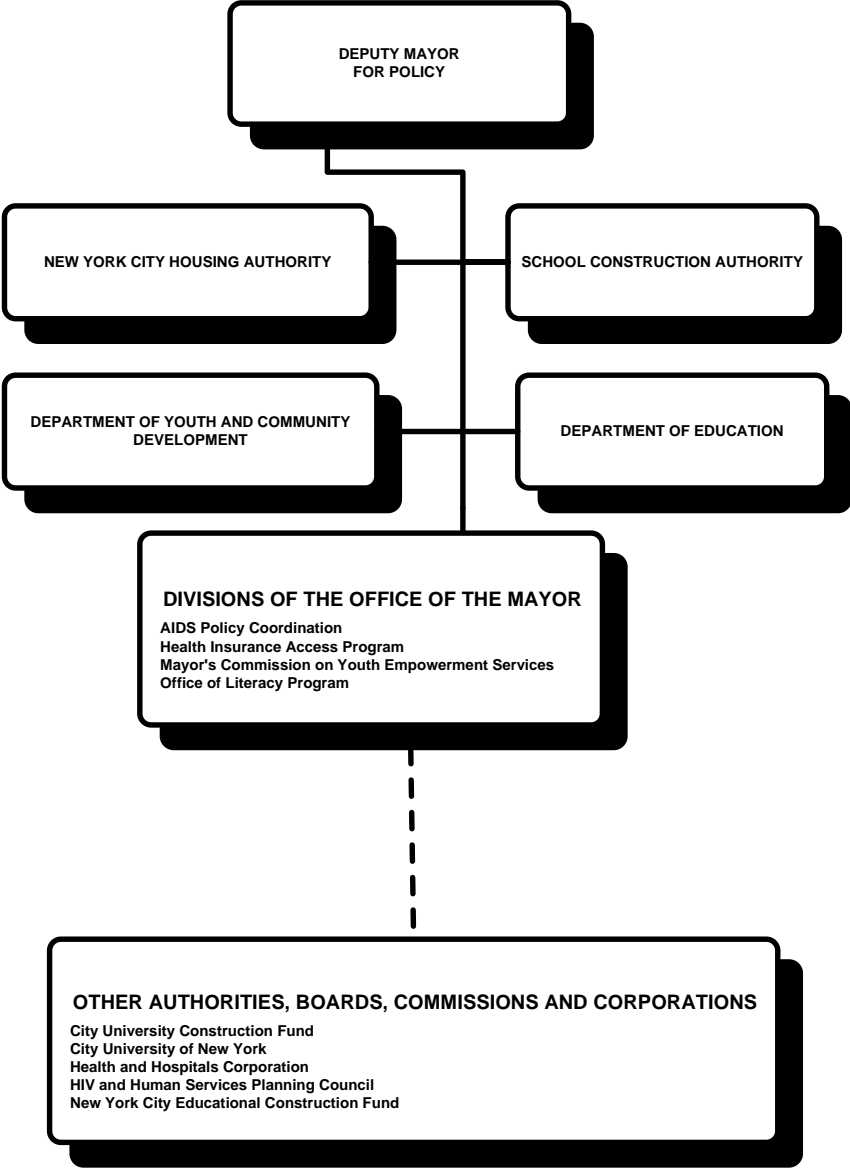 DEPUTY MAYOR
FOR POLICY
NEW YORK CITY HOUSING AUTHORITY
SCHOOL CONSTRUCTION AUTHORITY
DEPARTMENT OF YOUTH AND COMMUNITY
DEVELOPMENT
DEPARTMENT OF EDUCATION
DIVISIONS OF THE OFFICE OF THE MAYOR
AIDS Policy Coordination
Health Insurance Access Program
Mayor's Commission on Youth Empowerment Services
Office of Literacy Program
OTHER AUTHORITIES, BOARDS, COMMISSIONS AND CORPORATIONS
City University Construction Fund
City University of New York
Health and Hospitals Corporation
HIV and Human Services Planning Council
New York City Educational Construction Fund